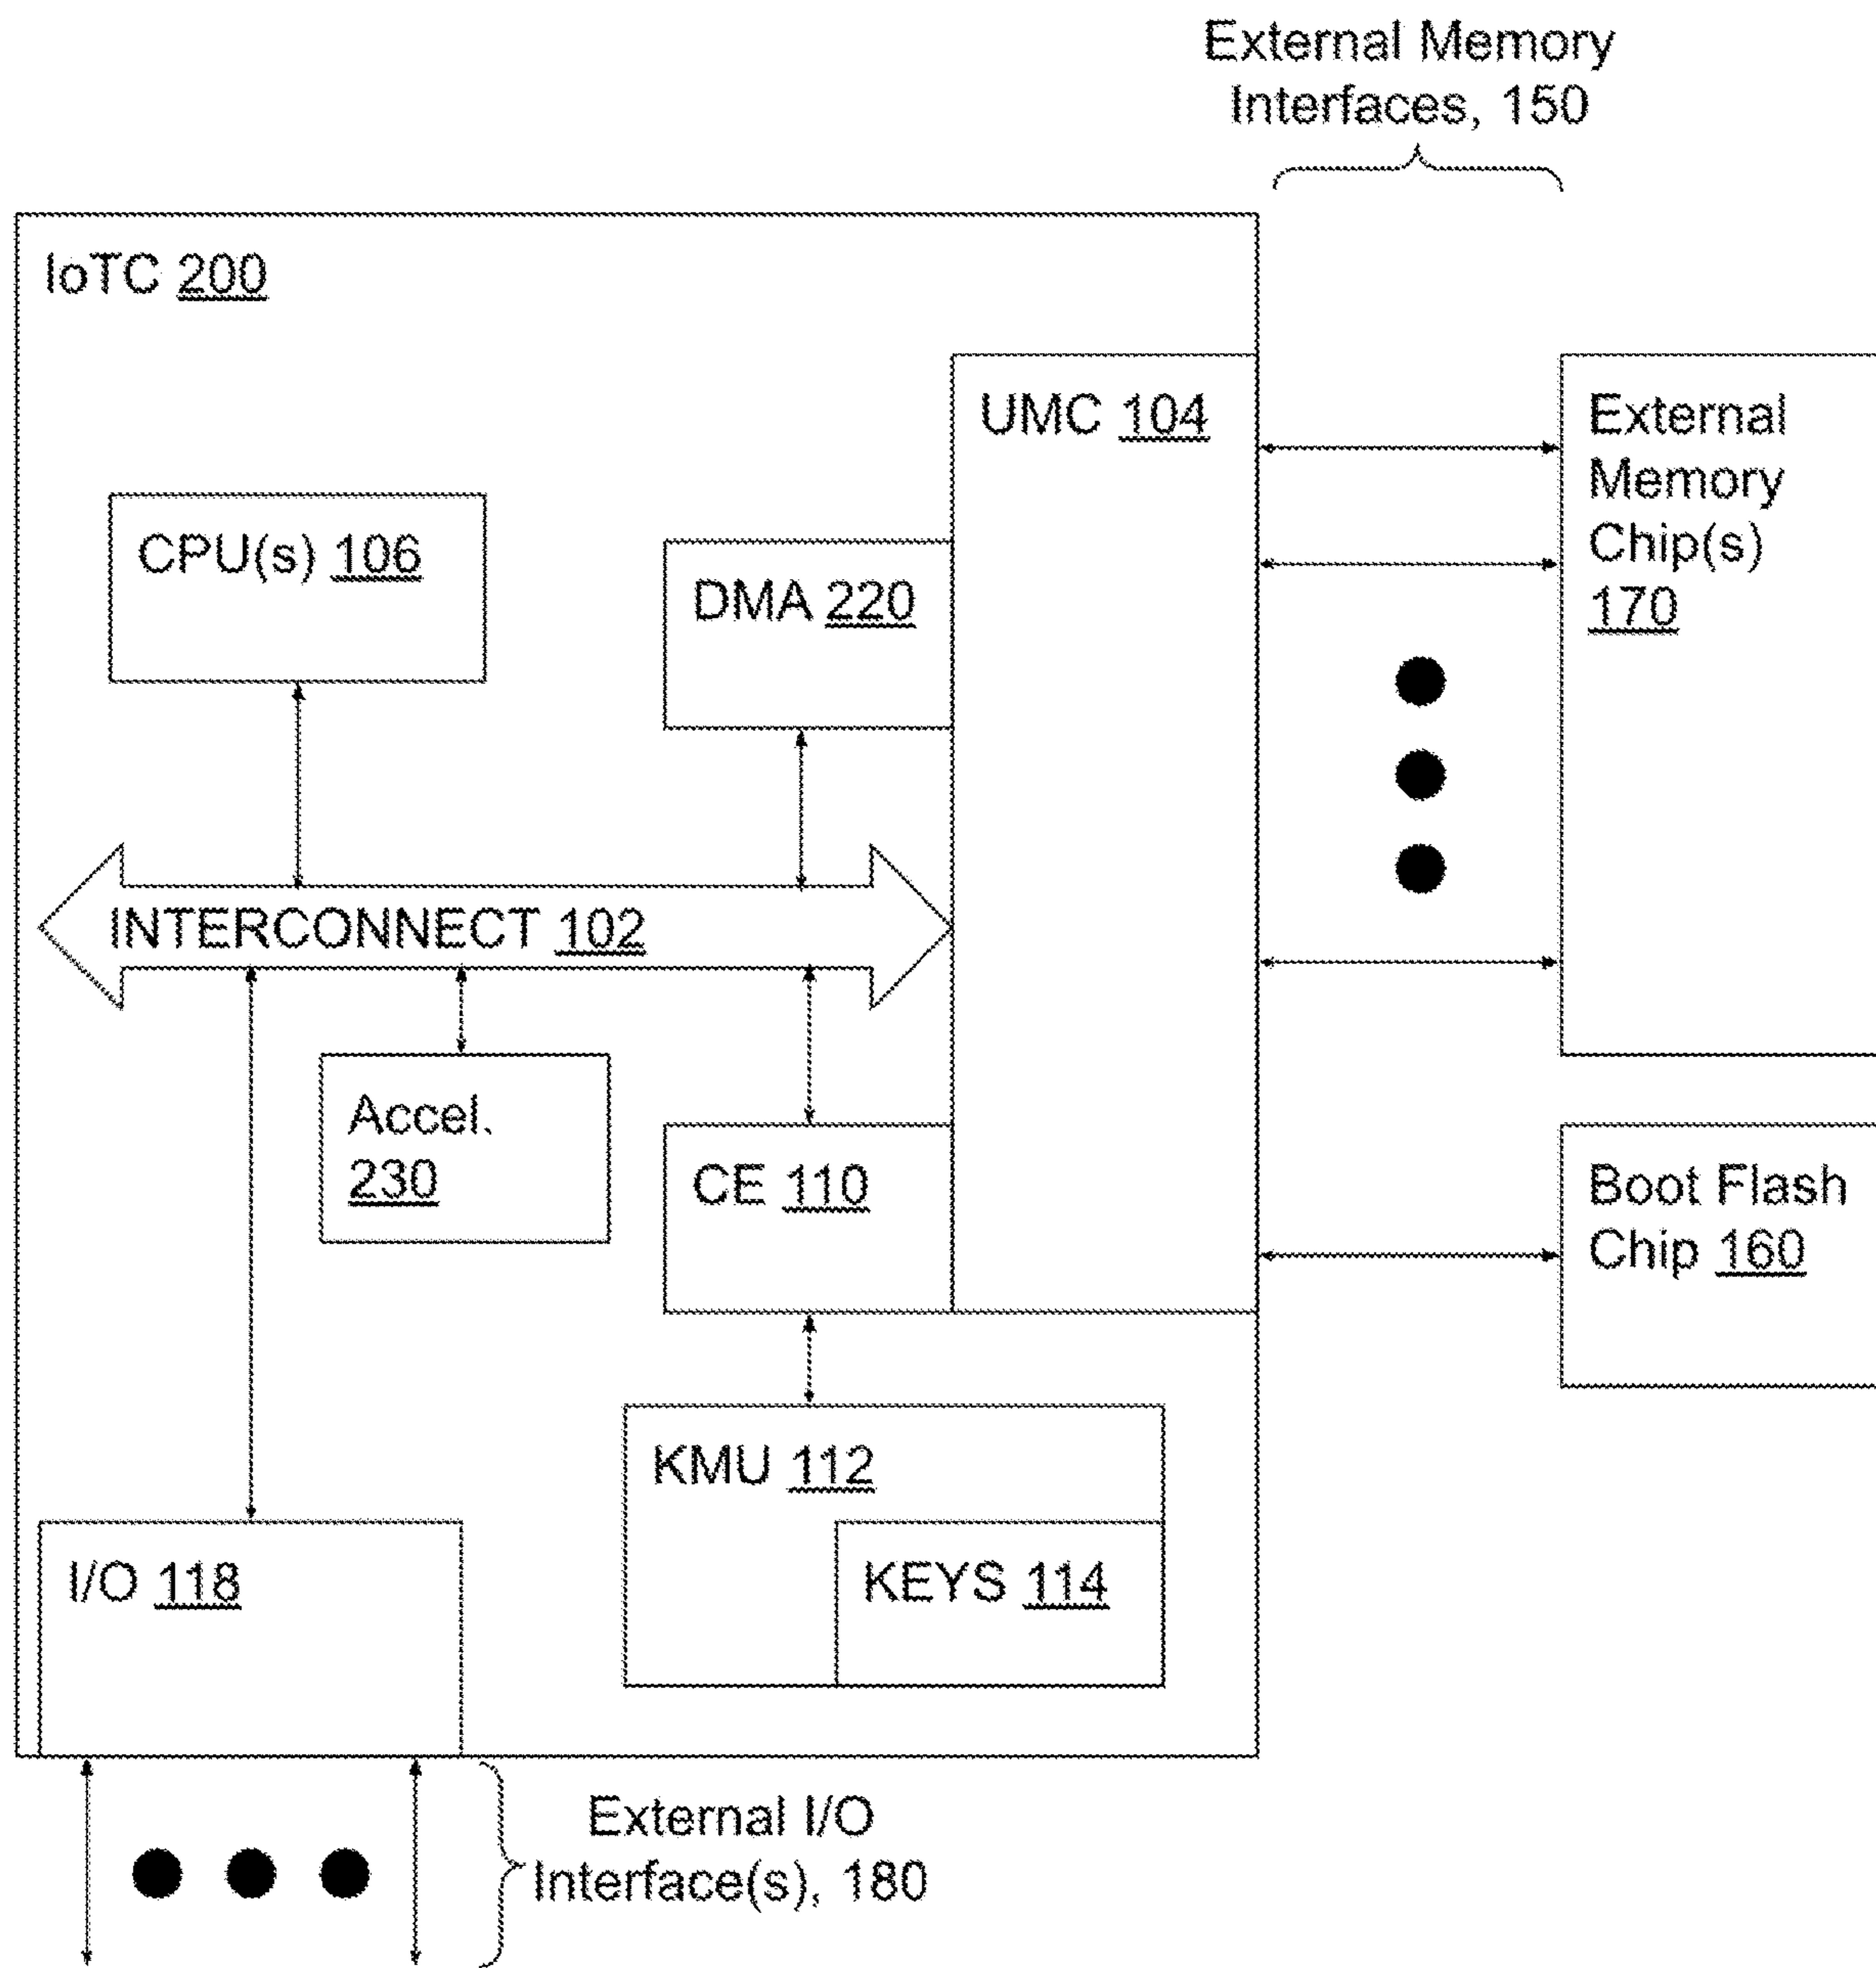 External Memory
Interfaces, 150
IoTC 200
UMC 104
External
Memory
Chip(s)
170
CPU(s) 106
DMA 220
INTERCONNECT 102
Accel.
230
CE 110
Boot Flash
Chip 160
KMU 112
KEYS 114
I/O 118
External I/O
Interface(s), 180